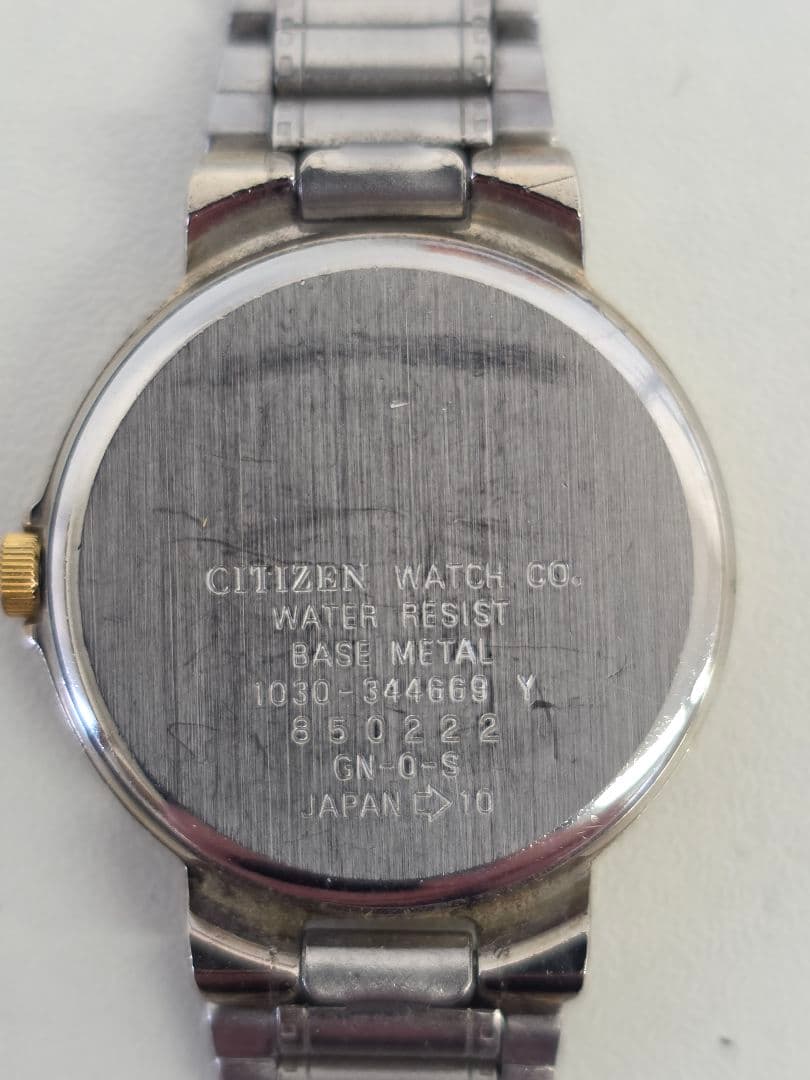 CITIZEN WATCH CO.
WATER RESIST
BASE METAL
1030-344669 Y
850222
GN-0-S
JAPAN ⇨ 10